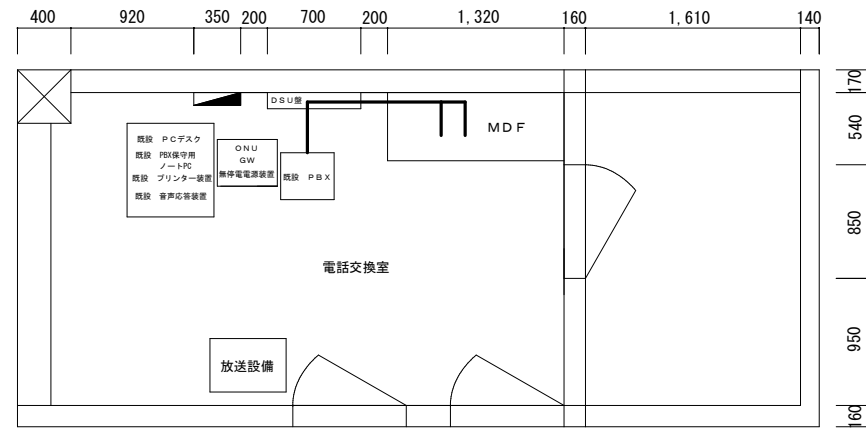 400
920
350
200
700
200
1,320
160
1,610
140
170
540
850
950
160
DSU盤
MDF
既設 PCデスク
既設 PBX保守用
ノートPC
既設 プリンター装置
既設 音声応答装置
ONU
GW
無停電電源装置
既設 PBX
電話交換室
放送設備